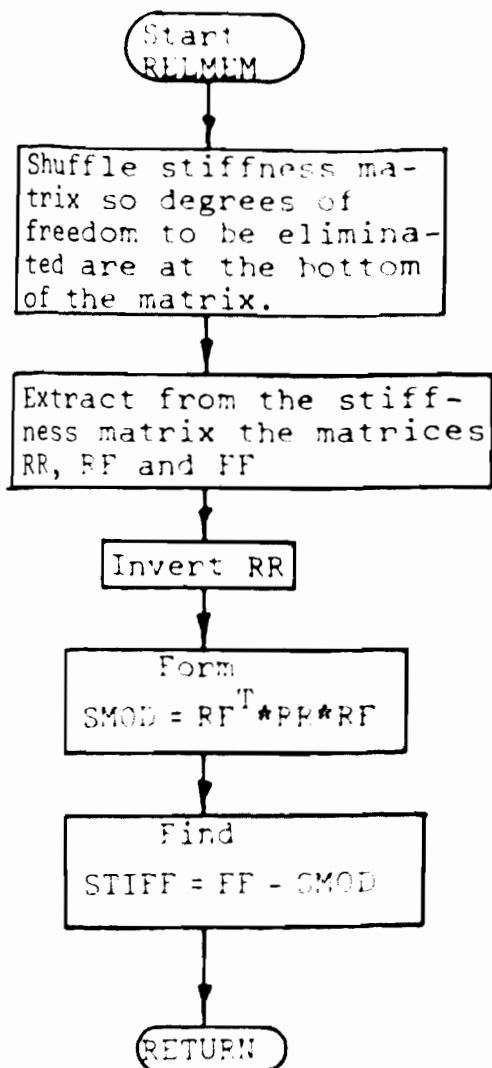 Start
RELMEM
Shuffle stiffness ma-
trix so degrees of
freedom to be elimina-
ted are at the bottom
of the matrix.
Extract from the stiff-
ness matrix the matrices
RR, RF and FF
Invert RR
Form
SMOD = RF^T*RR*RF
Find
STIFF = FF - SMOD
RETURN